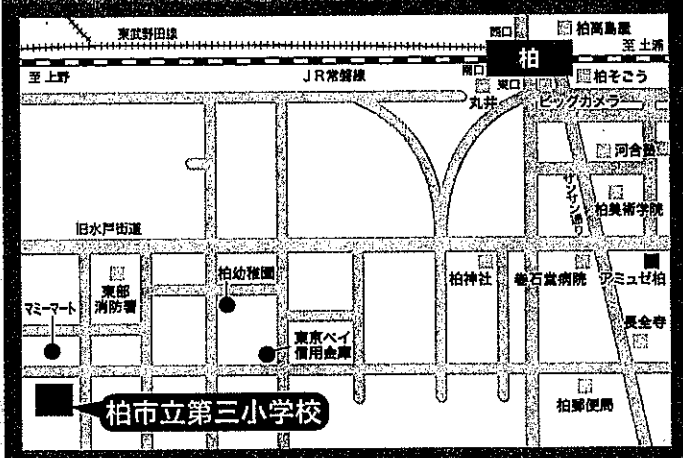 東武野田線
西口
柏高島屋
至 土浦
柏
至 上野
JR常磐線
南口
東口
柏そごう
丸井
ビッグカメラ
河合塾
サンサン通り
柏美術学院
旧水戸街道
東部
消防署
柏幼稚園
柏神社
巻石堂病院
アミュゼ柏
マミーマート
東京ベイ
信用金庫
長全寺
柏市立第三小学校
柏郵便局